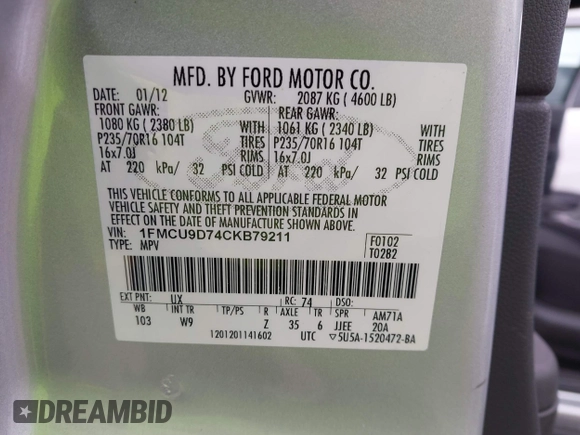 MFD. BY FORD MOTOR CO.
DATE: 01/12 GVWR: 2087 KG ( 4600 LB)
FRONT GAWR: REAR GAWR:
1080 KG ( 2380 LB) 1061 KG ( 2340 LB)
P235/70R16 104T TIRES P235/70R16 104T TIRES
16x7.0J RIMS 16x7.0J RIMS
AT 220 kPa/ 32 PSI COLD AT 220 kPa/ 32 PSI COLD
THIS VEHICLE CONFORMS TO ALL APPLICABLE FEDERAL MOTOR
VEHICLE SAFETY AND THEFT PREVENTION STANDARDS IN
EFFECT ON THE DATE OF MANUFACTURE SHOWN ABOVE.
VIN: 1FMCU9D74CKB79211 F0102
TYPE: MPV T0282
EXT PNT: UX RC: 74 DSO:
WB INT TR TP/PS R AXLE TR SPR AM71A
103 W9 Z 35 6 JJEE 20A
1201201141602 UTC 5U5A-1520472-BA
DREAMBID